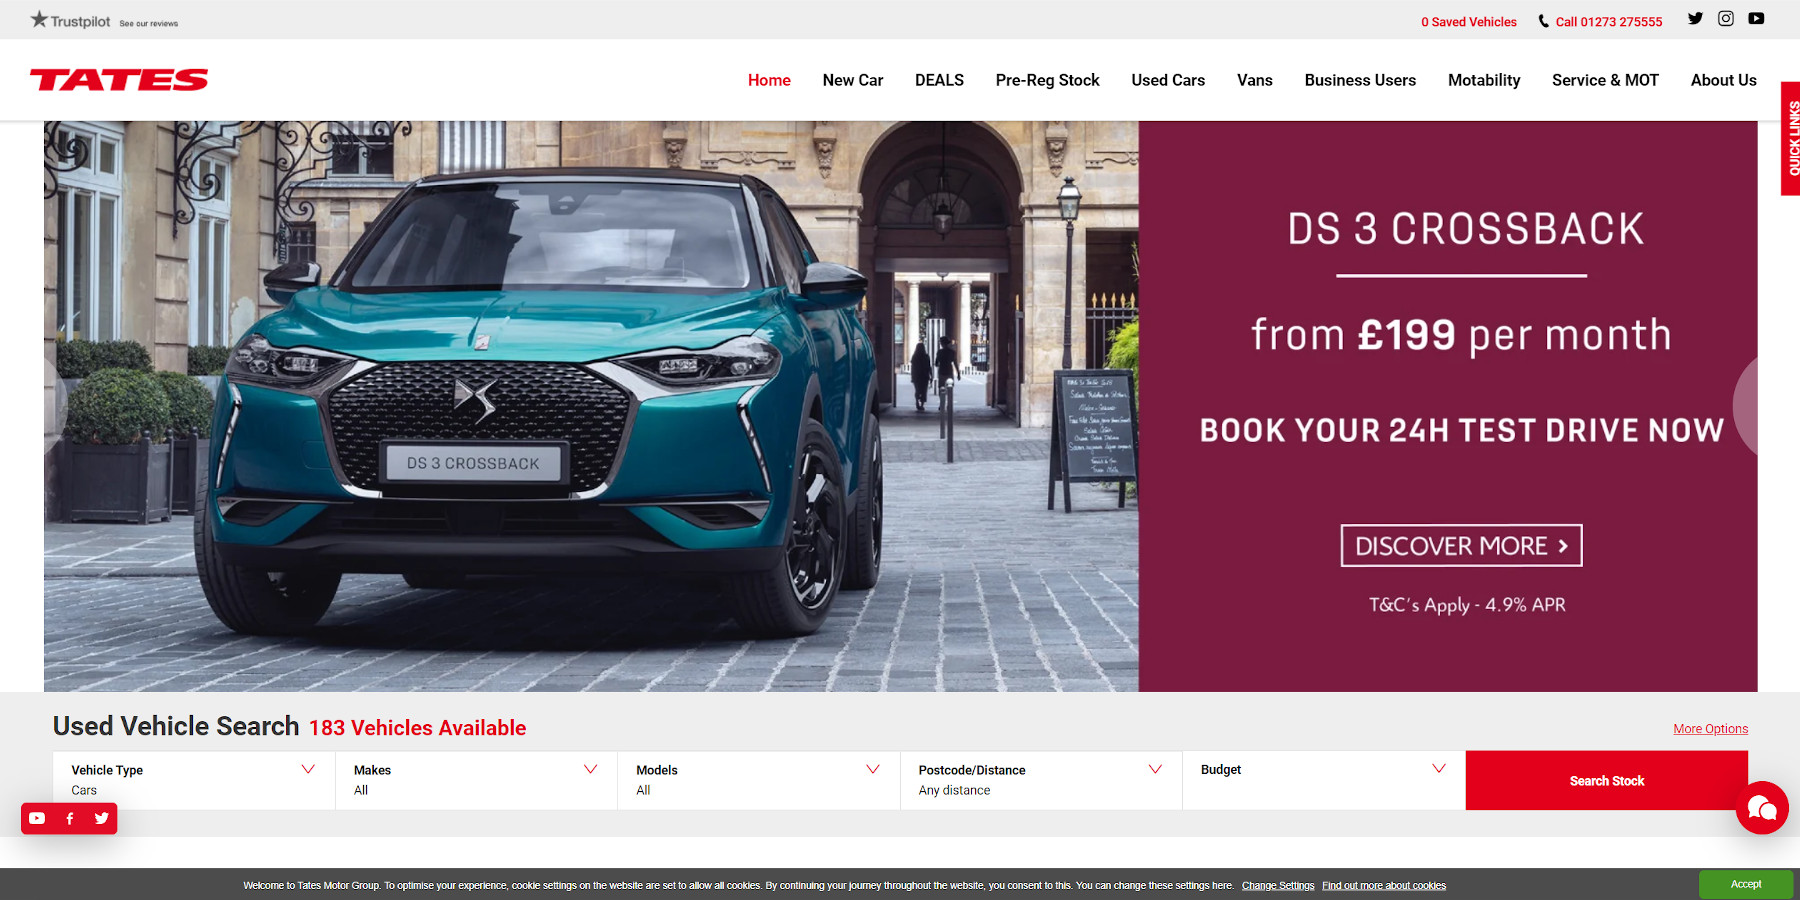 Trustpilot See our reviews
0 Saved Vehicles
Call 01273 275555
TATES
Home
New Car
DEALS
Pre-Reg Stock
Used Cars
Vans
Business Users
Motability
Service & MOT
About Us
QUICK LINKS
DS 3 CROSSBACK
DS 3 CROSSBACK
from £199 per month
BOOK YOUR 24H TEST DRIVE NOW
DISCOVER MORE
T&C's Apply - 4.9% APR
Used Vehicle Search 183 Vehicles Available
More Options
Vehicle Type
Cars
Makes
All
Models
All
Postcode/Distance
Any distance
Budget
Search Stock
Welcome to Tates Motor Group. To optimise your experience, cookie settings on the website are set to allow all cookies. By continuing your journey throughout the website, you consent to this. You can change these settings here. Change Settings Find out more about cookies
Accept